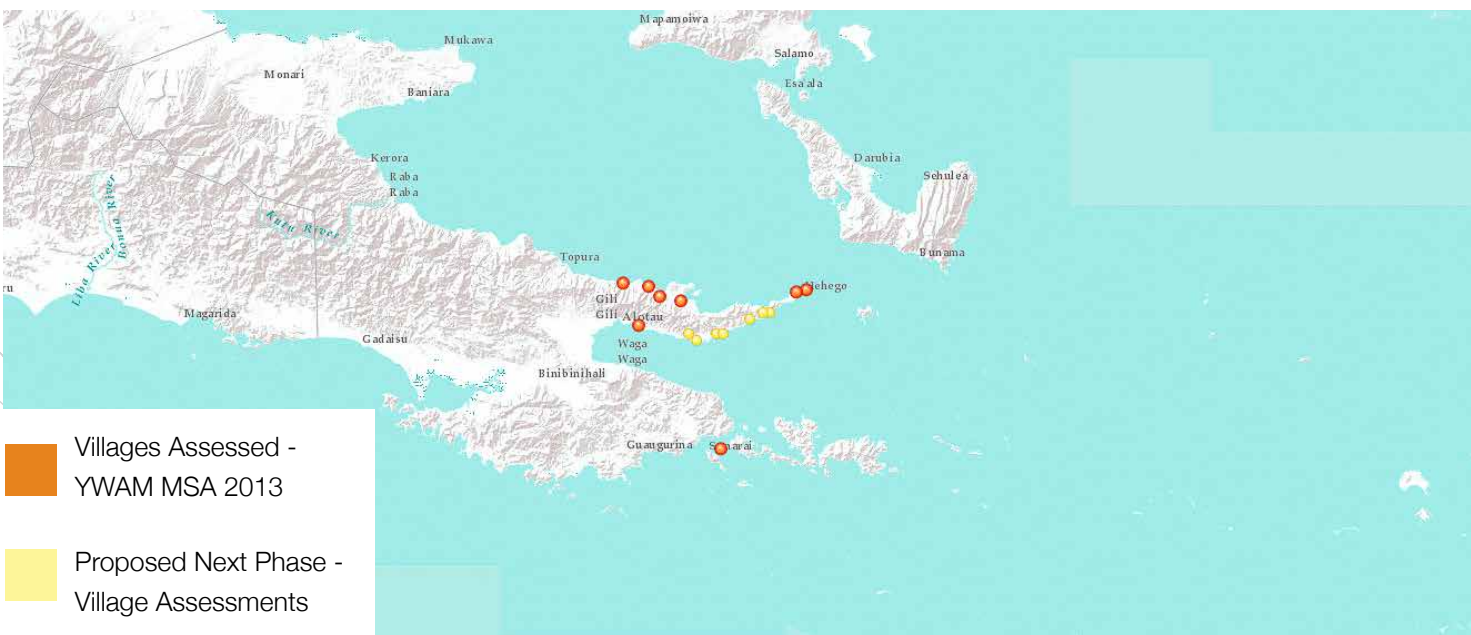 Mapamoiwa
Mukawa
Salamo
Monari
Esa ala
Baniara
Kerora
Darubia
Raba
Raba
Sehulea
Kutu River
Bonua River
Liba River
Topura
Bunama
ru
Gili
Gili
Alotau
Magarida
Gadaisu
Waga
Waga
Binibinihali
Guaugurina
Villages Assessed -
YWAM MSA 2013
Proposed Next Phase -
Village Assessments